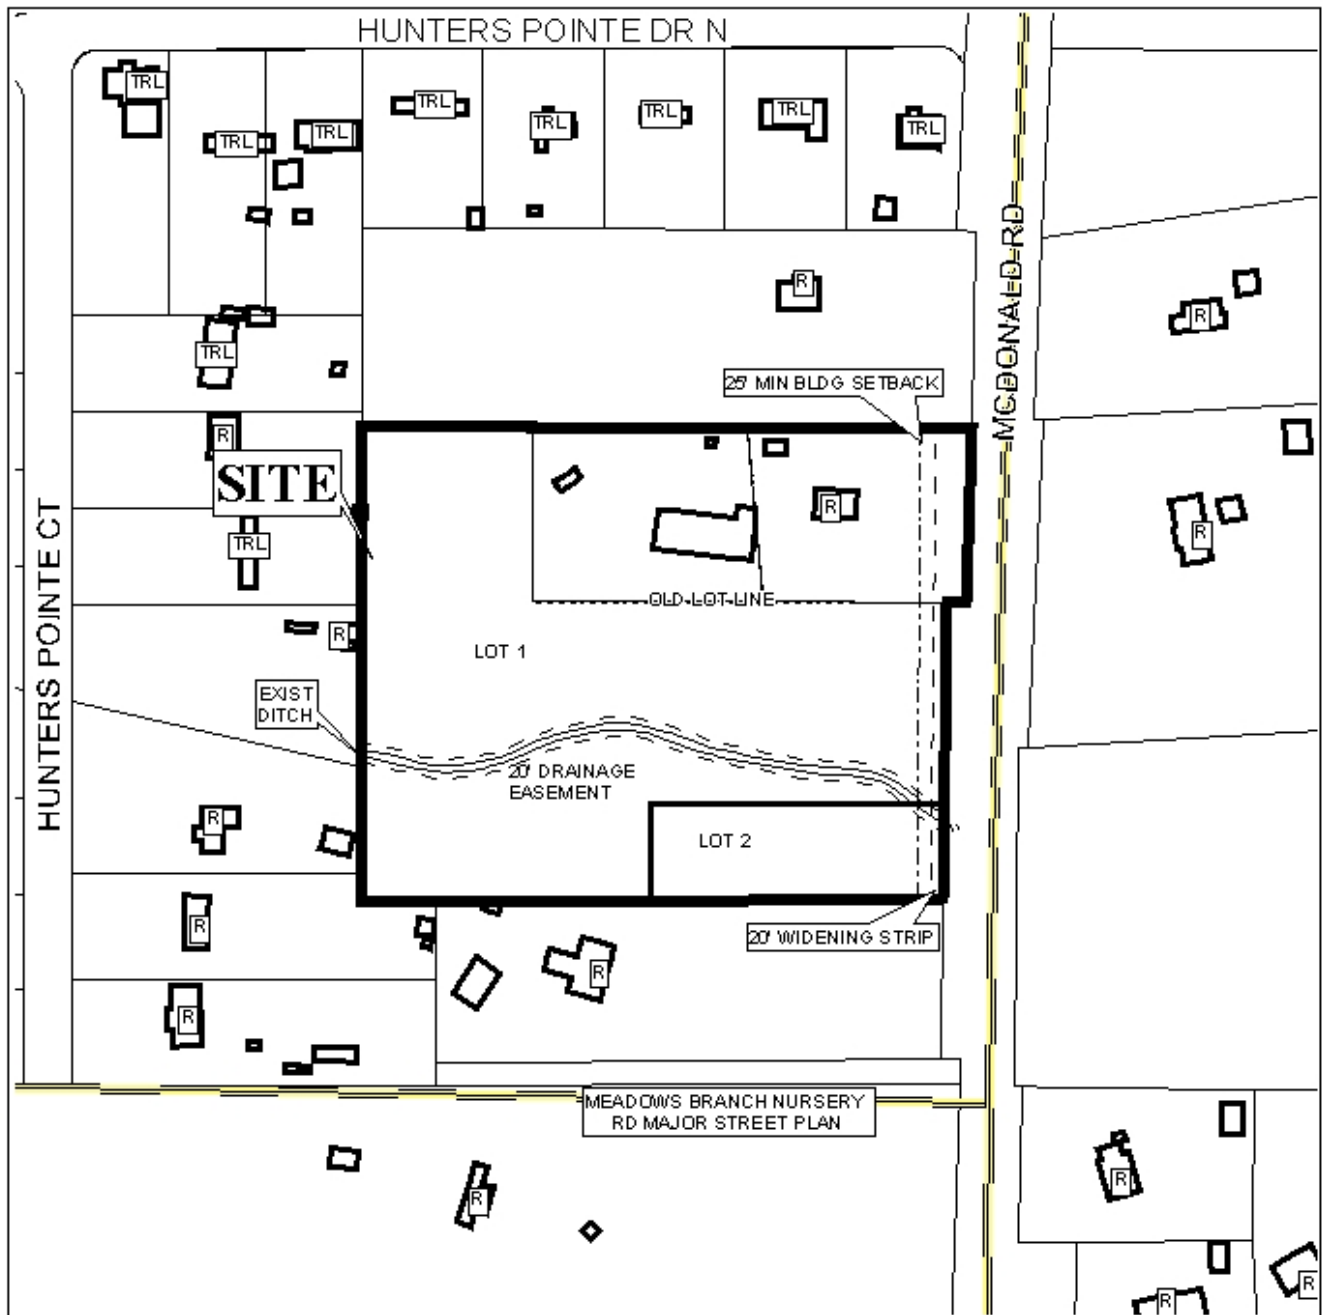 HUNTERS POINTE DR N
TRL
TRL
TRL
TRL
TRL
TRL
TRL
TRL
MCDONALD RD
R
R
TRL
25' MIN BLDG SETBACK
R
SITE
R
R
TRL
OLD LOT LINE
HUNTERS POINTE CT
R
LOT 1
EXIST
DITCH
20' DRAINAGE
EASEMENT
R
LOT 2
R
20' WIDENING STRIP
R
R
MEADOWS BRANCH NURSERY
RD MAJOR STREET PLAN
R
R
R
R